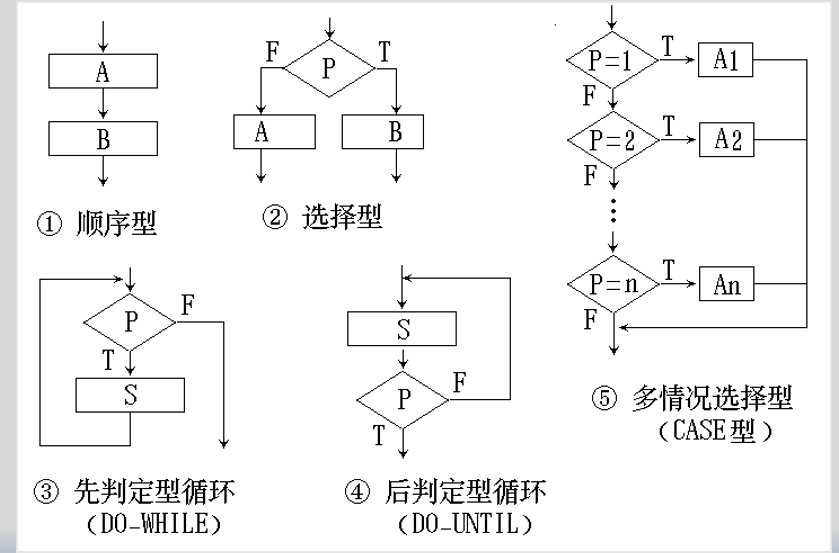 A
B
① 顺序型
F
P
T
A
B
② 选择型
P
F
T
S
③ 先判定型循环
（DO-WHILE）
S
P
F
T
④ 后判定型循环
（DO-UNTIL）
P=1
T
A1
F
P=2
T
A2
F
⋮
P=n
T
An
F
⑤ 多情况选择型
（CASE型）